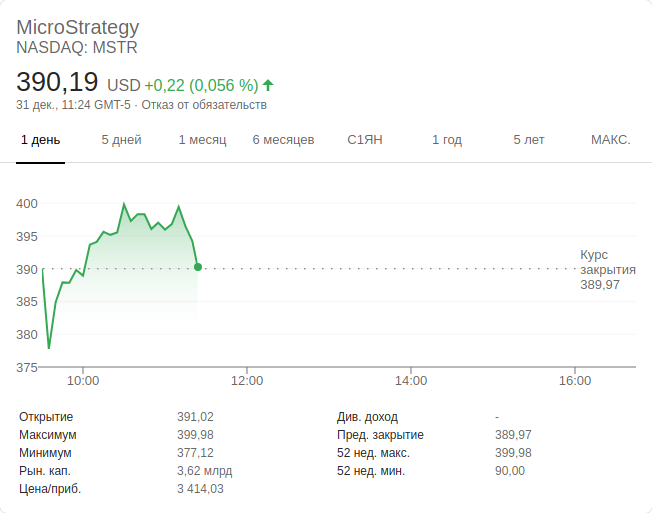 MicroStrategy
NASDAQ: MSTR
390,19 USD +0,22 (0,056 %)
31 дек., 11:24 GMT-5 · Отказ от обязательств
1 день 5 дней 1 месяц 6 месяцев С1ЯН 1 год 5 лет МАКС.
400
395
390
385
380
375
Курс
закрытия
389,97
10:00 12:00 14:00 16:00
Открытие 391,02 Див. доход -
Максимум 399,98 Пред. закрытие 389,97
Минимум 377,12 52 нед. макс. 399,98
Рын. кап. 3,62 млрд 52 нед. мин. 90,00
Цена/приб. 3 414,03